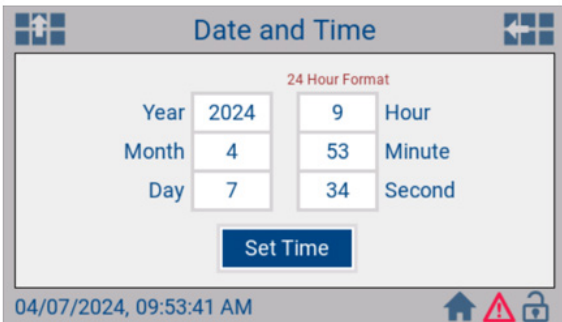 Date and Time
24 Hour Format
Year 2024 9 Hour
Month 4 53 Minute
Day 7 34 Second
Set Time
04/07/2024, 09:53:41 AM